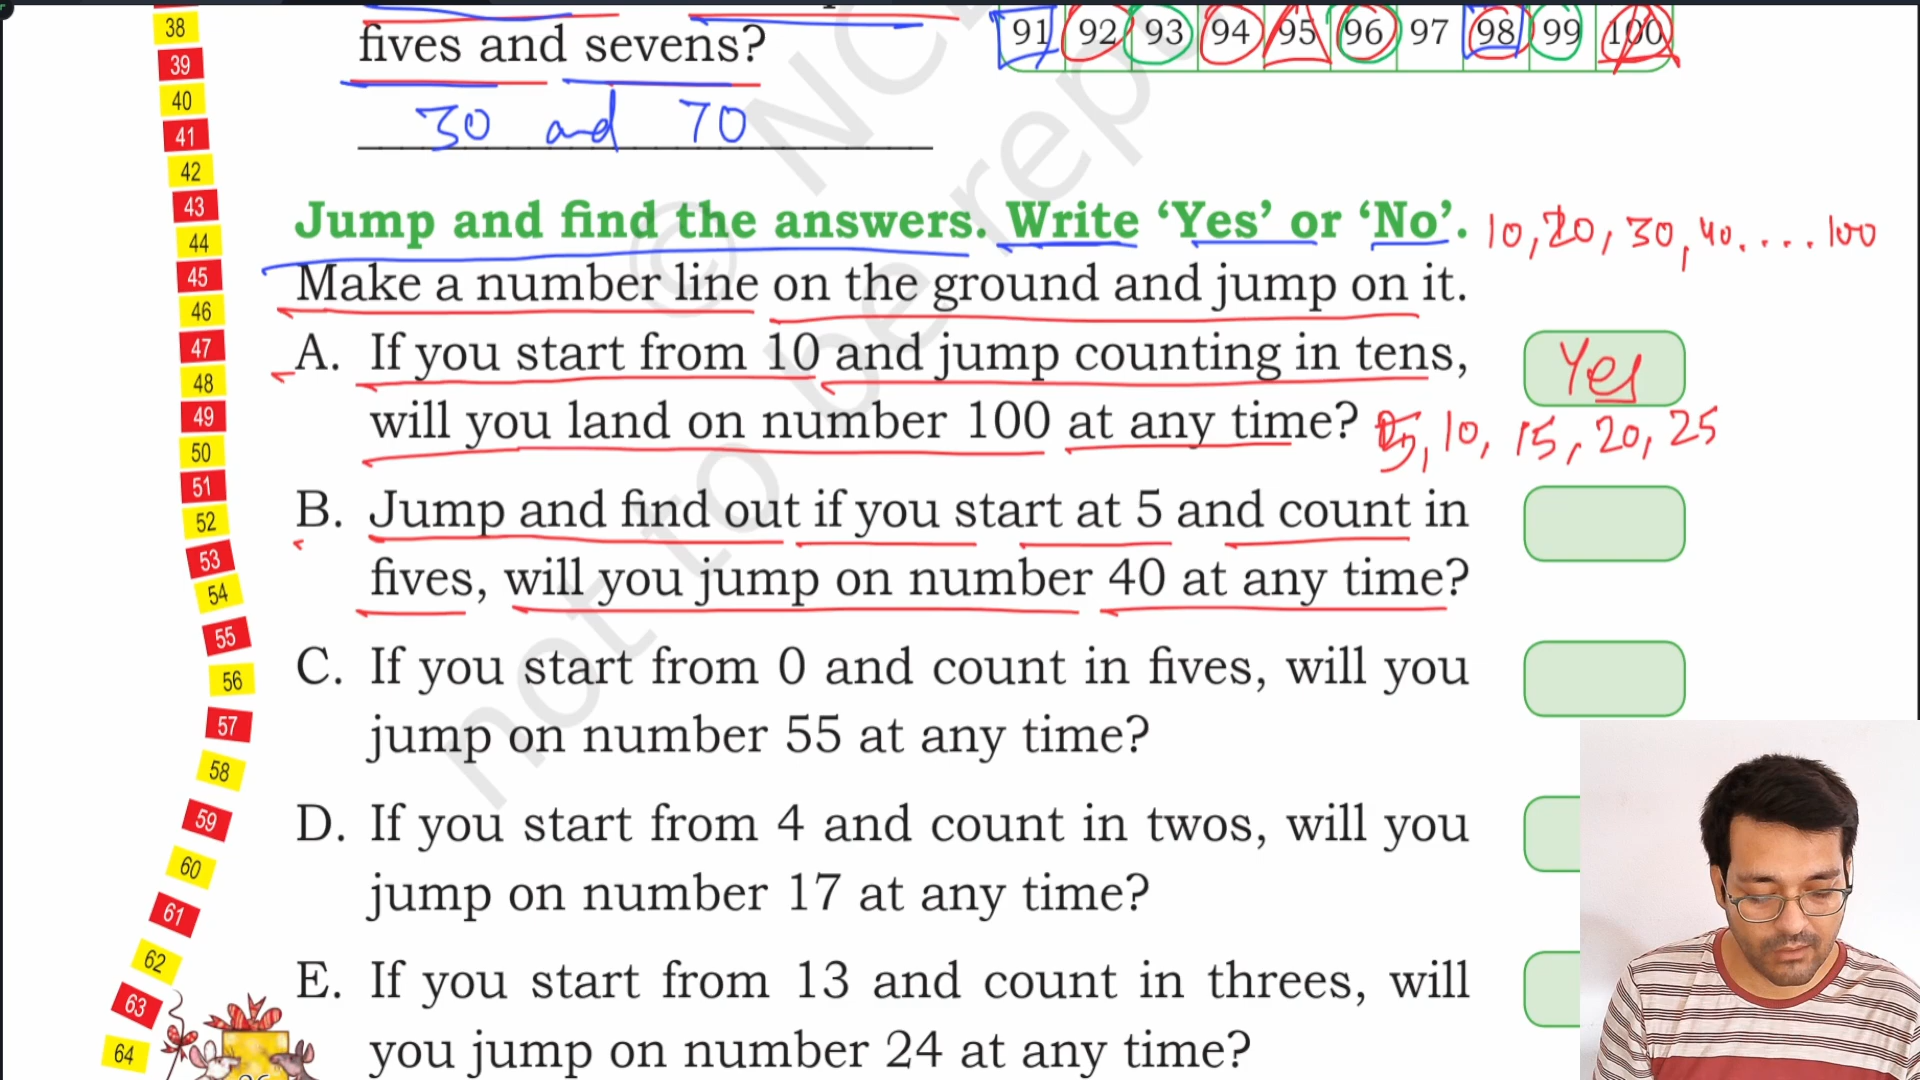 38
39
40
41
42
43
44
45
46
47
48
49
50
51
52
53
54
55
56
57
58
59
60
61
62
63
64
fives and sevens?
30 and 70
91 92 93 94 95 96 97 98 99 100
Jump and find the answers. Write ‘Yes’ or ‘No’. 10, 20, 30, 40. . . . 100
Make a number line on the ground and jump on it.
A. If you start from 10 and jump counting in tens,
will you land on number 100 at any time?
Yes
5, 10, 15, 20, 25
B. Jump and find out if you start at 5 and count in
fives, will you jump on number 40 at any time?
C. If you start from 0 and count in fives, will you
jump on number 55 at any time?
D. If you start from 4 and count in twos, will you
jump on number 17 at any time?
E. If you start from 13 and count in threes, will
you jump on number 24 at any time?
not to be rep